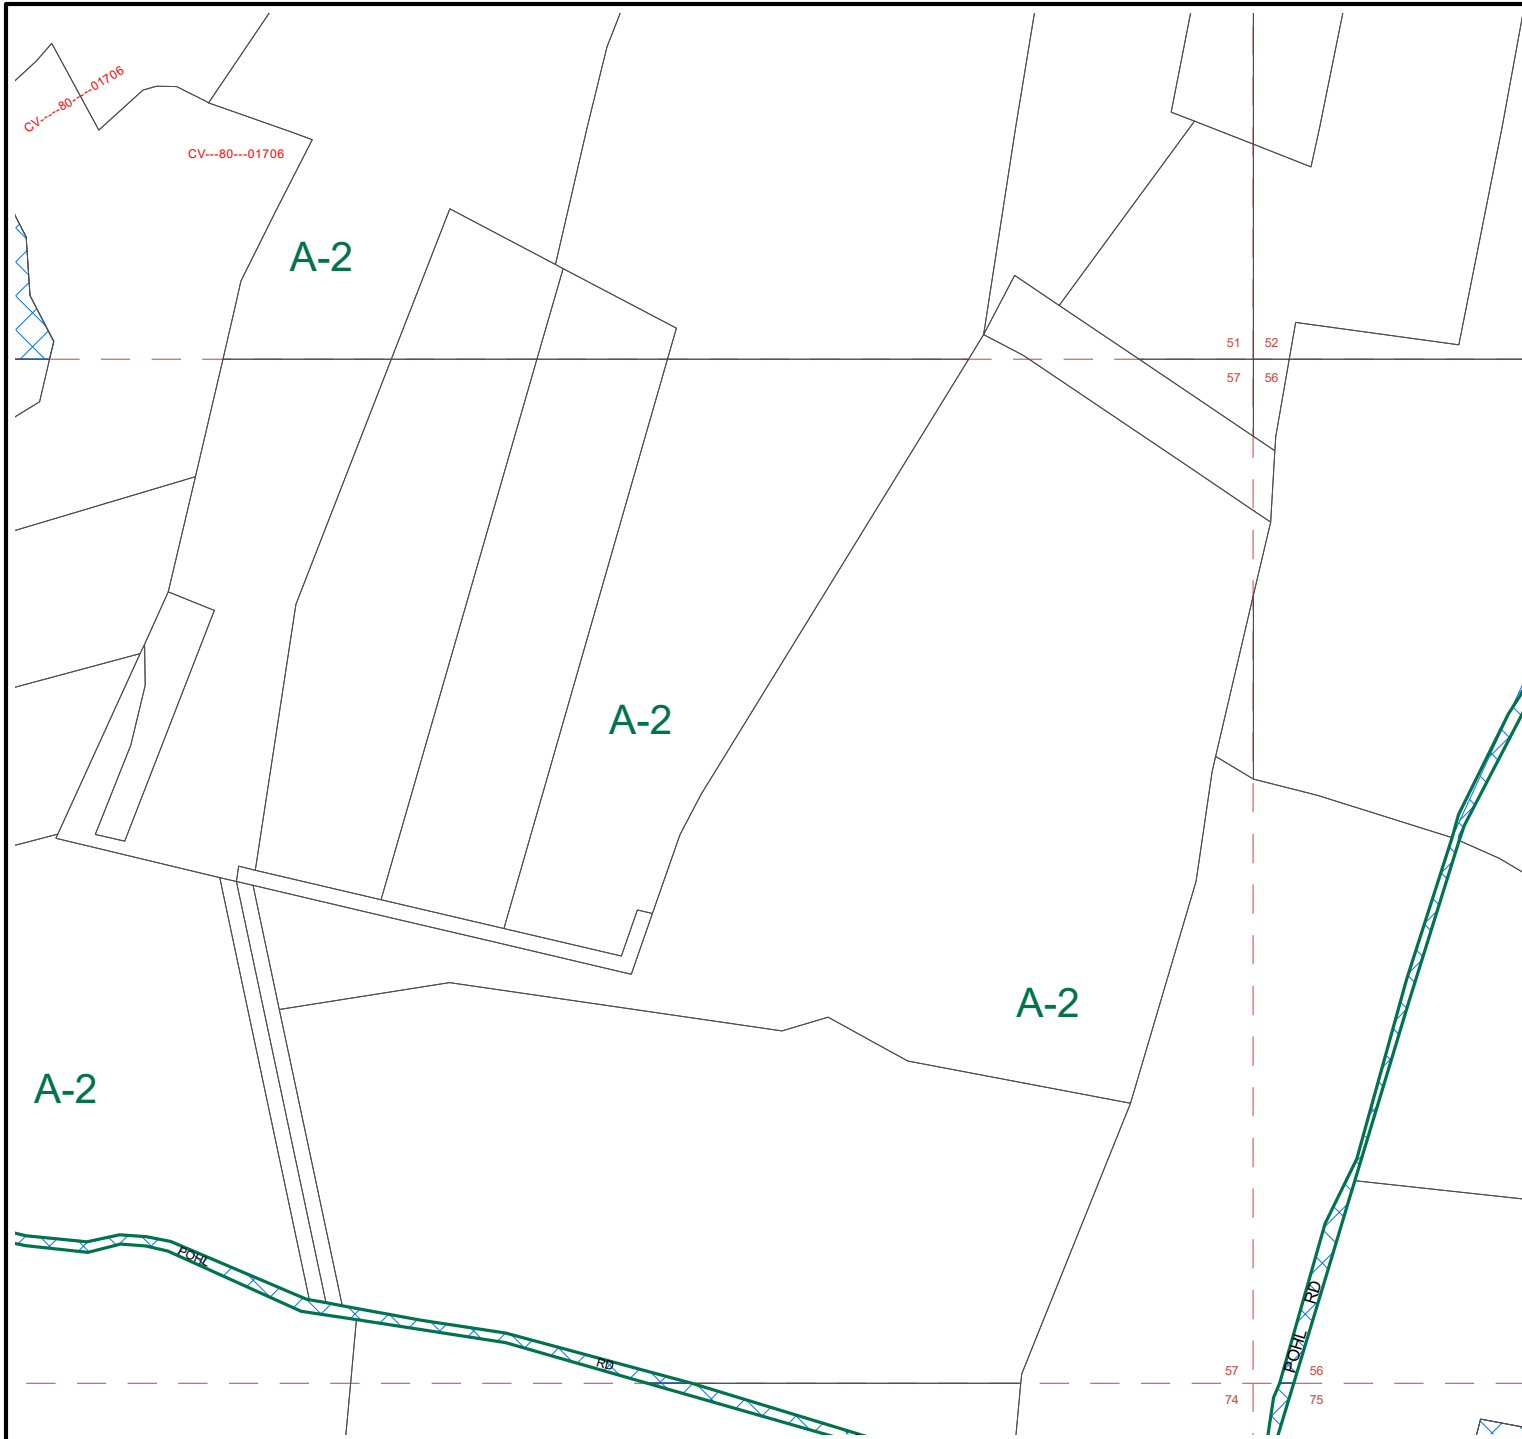 CV-----80-----01706
CV---80---01706
A-2
51 52
57 56
A-2
A-2
A-2
POHL
RD
POHL RD
57 56
74 75